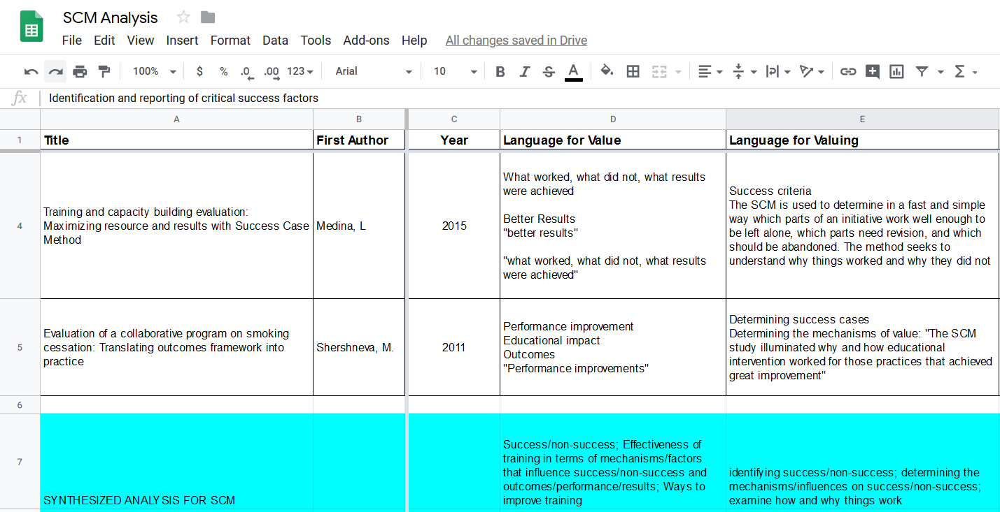 SCM Analysis
File Edit View Insert Format Data Tools Add-ons Help All changes saved in Drive
100% $ % .0 .00 123 Arial 10 B I S A
fx Identification and reporting of critical success factors
A B C D E
1 Title First Author Year Language for Value Language for Valuing
4
Training and capacity building evaluation:
Maximizing resource and results with Success Case
Method
Medina, L
2015
What worked, what did not, what results
were achieved
Better Results
"better results"
"what worked, what did not, what results
were achieved"
Success criteria
The SCM is used to determine in a fast and simple
way which parts of an initiative work well enough to
be left alone, which parts need revision, and which
should be abandoned. The method seeks to
understand why things worked and why they did not
5
Evaluation of a collaborative program on smoking
cessation: Translating outcomes framework into
practice
Shershneva, M.
2011
Performance improvement
Educational impact
Outcomes
"Performance improvements"
Determining success cases
Determining the mechanisms of value: "The SCM
study illuminated why and how educational
intervention worked for those practices that achieved
great improvement"
6
7
SYNTHESIZED ANALYSIS FOR SCM
Success/non-success; Effectiveness of
training in terms of mechanisms/factors
that influence success/non-success and
outcomes/performance/results; Ways to
improve training
identifying success/non-success; determining the
mechanisms/influences on success/non-success;
examine how and why things work